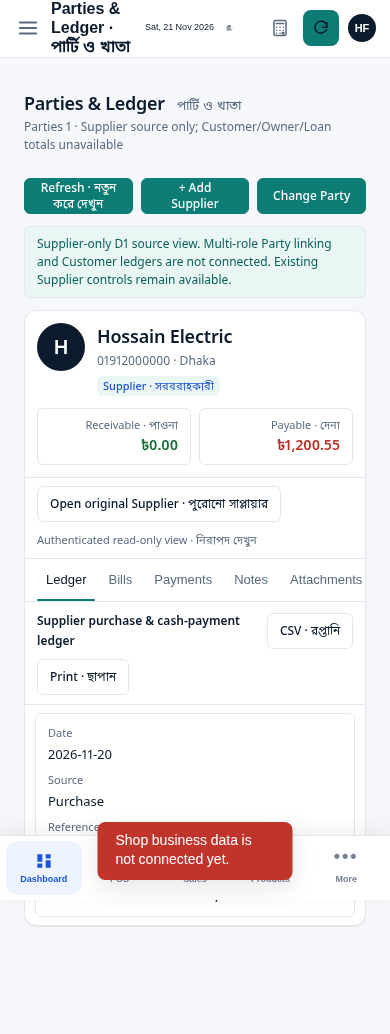 Parties &
Ledger ·
পার্টি ও খাতা
Sat, 21 Nov 2026
HF
Parties & Ledger পার্টি ও খাতা
Parties 1 · Supplier source only; Customer/Owner/Loan
totals unavailable
Refresh · নতুন
করে দেখুন
+ Add
Supplier
Change Party
Supplier-only D1 source view. Multi-role Party linking
and Customer ledgers are not connected. Existing
Supplier controls remain available.
H
Hossain Electric
01912000000 · Dhaka
Supplier · সরবরাহকারী
Receivable · পাওনা
৳0.00
Payable · দেনা
৳1,200.55
Open original Supplier · পুরোনো সাপ্লায়ার
Authenticated read-only view · নিরাপদ দেখুন
Ledger Bills Payments Notes Attachments
Supplier purchase & cash-payment
ledger
CSV · রপ্তানি
Print · ছাপান
Date
2026-11-20
Source
Purchase
Reference
Shop business data is
not connected yet.
Dashboard
More